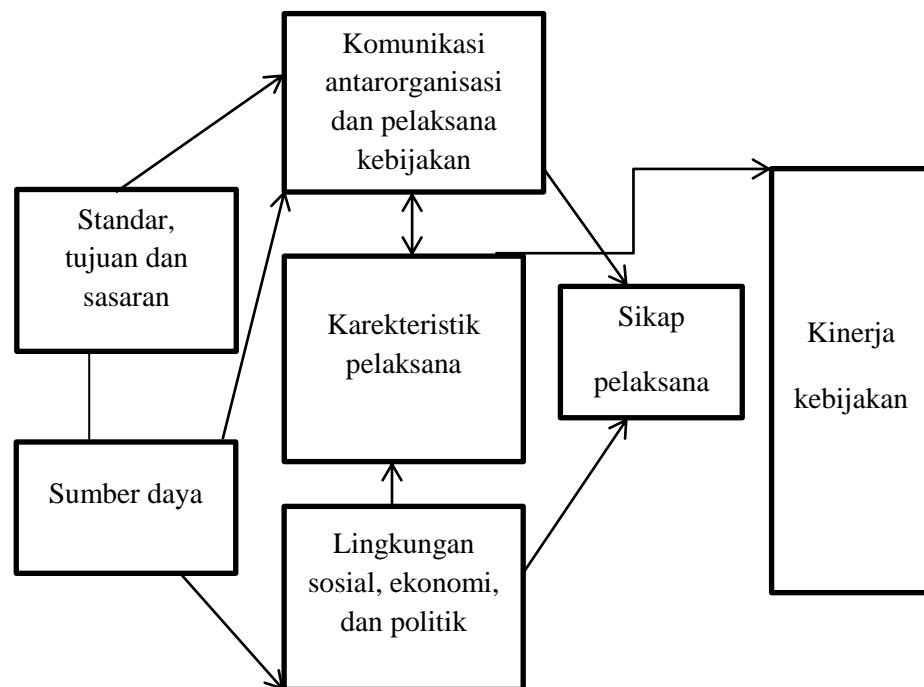 Komunikasi
antarorganisasi
dan pelaksana
kebijakan
Standar,
tujuan dan
sasaran
Karekteristik
pelaksana
Sikap
pelaksana
Kinerja
kebijakan
Sumber daya
Lingkungan
sosial, ekonomi,
dan politik